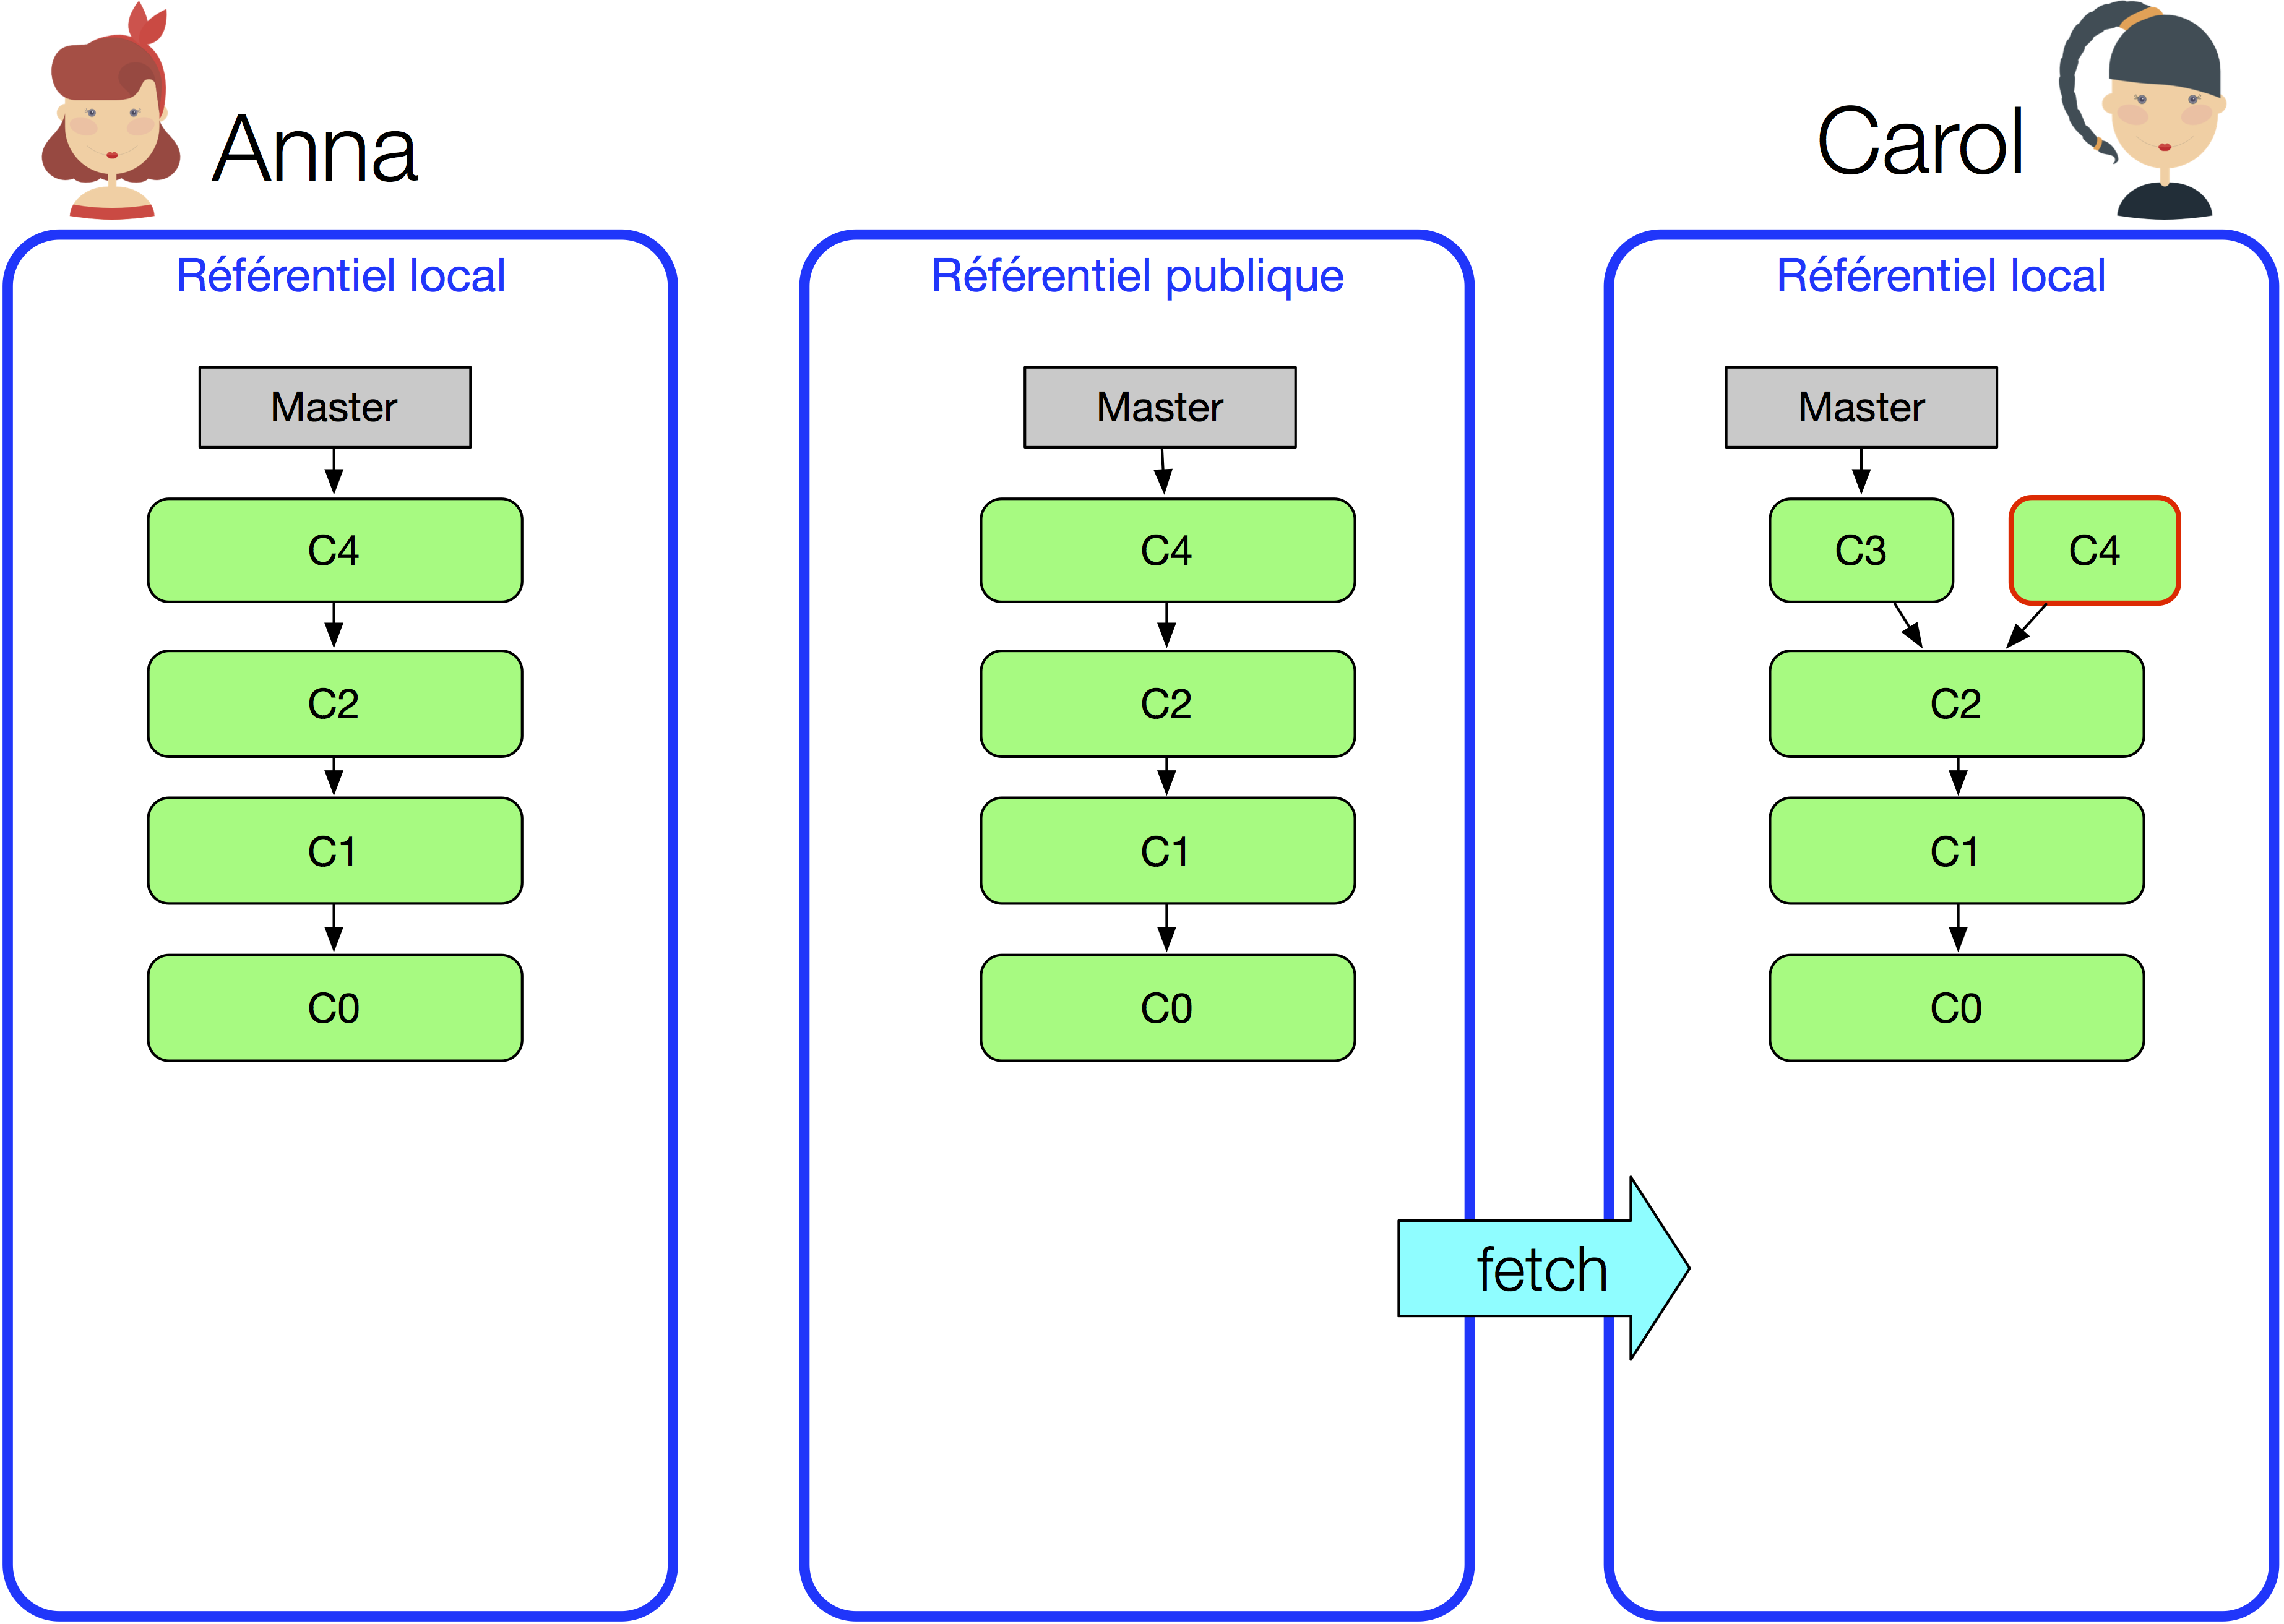 Anna
Carol
Référentiel local
Référentiel publique
Référentiel local
Master
Master
Master
C4
C4
C3
C4
C2
C2
C2
C1
C1
C1
C0
C0
C0
fetch